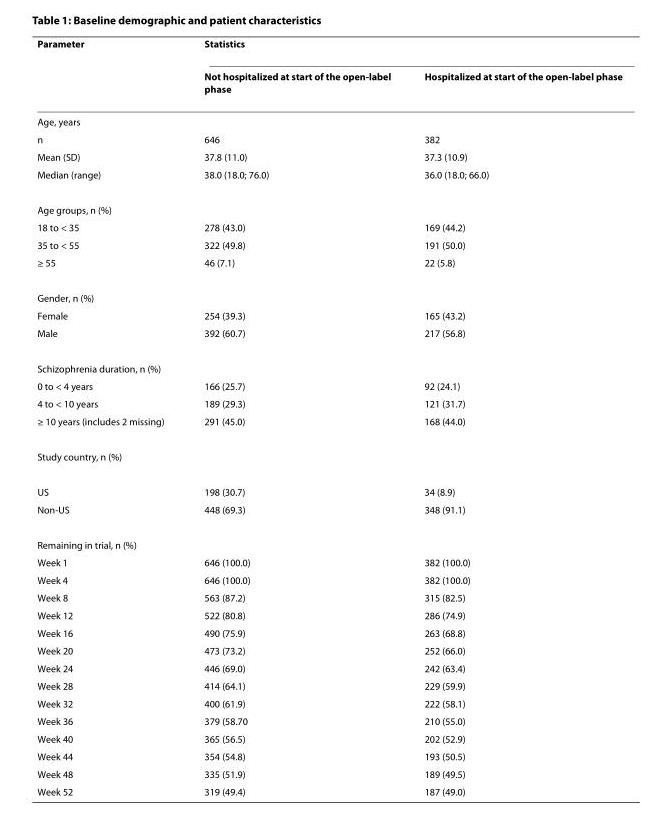 Table 1: Baseline demographic and patient characteristics
Parameter Statistics
Not hospitalized at start of the open-label phase Hospitalized at start of the open-label phase
Age, years
n 646 382
Mean (SD) 37.8 (11.0) 37.3 (10.9)
Median (range) 38.0 (18.0; 76.0) 36.0 (18.0; 66.0)
Age groups, n (%)
18 to < 35 278 (43.0) 169 (44.2)
35 to < 55 322 (49.8) 191 (50.0)
≥ 55 46 (7.1) 22 (5.8)
Gender, n (%)
Female 254 (39.3) 165 (43.2)
Male 392 (60.7) 217 (56.8)
Schizophrenia duration, n (%)
0 to < 4 years 166 (25.7) 92 (24.1)
4 to < 10 years 189 (29.3) 121 (31.7)
≥ 10 years (includes 2 missing) 291 (45.0) 168 (44.0)
Study country, n (%)
US 198 (30.7) 34 (8.9)
Non-US 448 (69.3) 348 (91.1)
Remaining in trial, n (%)
Week 1 646 (100.0) 382 (100.0)
Week 4 646 (100.0) 382 (100.0)
Week 8 563 (87.2) 315 (82.5)
Week 12 522 (80.8) 286 (74.9)
Week 16 490 (75.9) 263 (68.8)
Week 20 473 (73.2) 252 (66.0)
Week 24 446 (69.0) 242 (63.4)
Week 28 414 (64.1) 229 (59.9)
Week 32 400 (61.9) 222 (58.1)
Week 36 379 (58.70 210 (55.0)
Week 40 365 (56.5) 202 (52.9)
Week 44 354 (54.8) 193 (50.5)
Week 48 335 (51.9) 189 (49.5)
Week 52 319 (49.4) 187 (49.0)